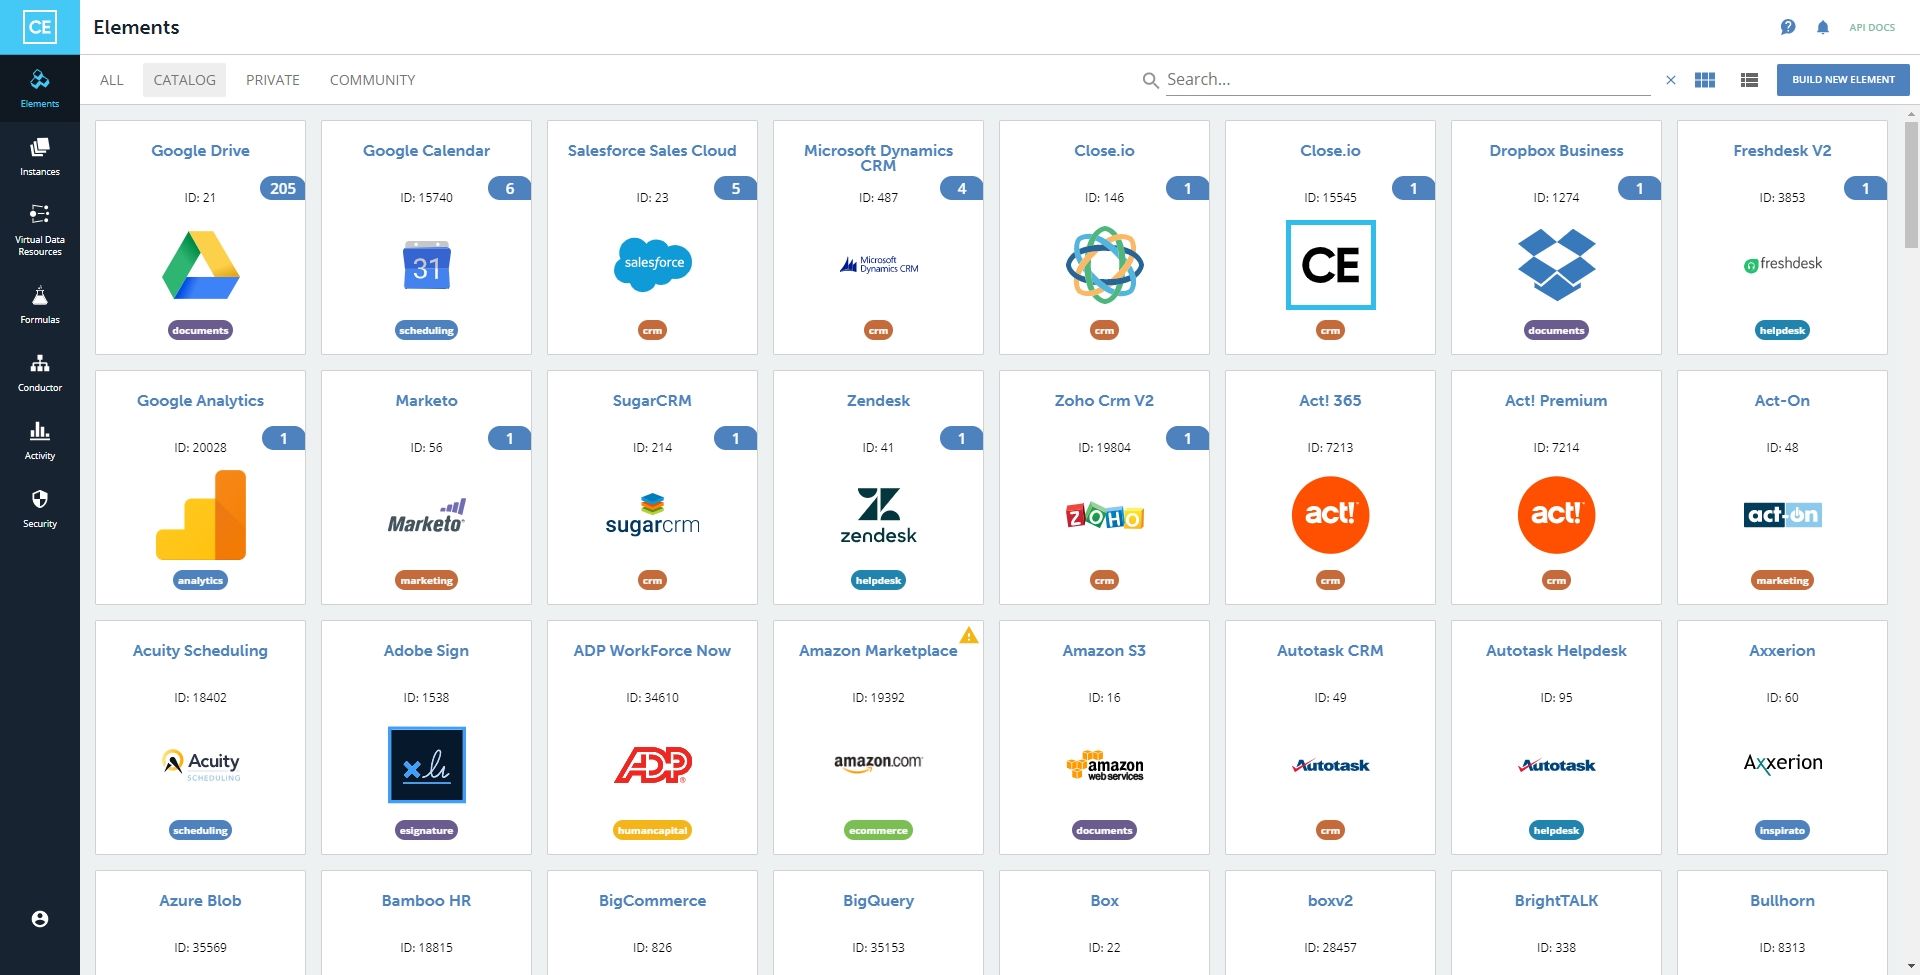 CE
Elements
API DOCS
ALL
CATALOG
PRIVATE
COMMUNITY
Search...
×
BUILD NEW ELEMENT
Elements
Instances
Virtual Data
Resources
Formulas
Conductor
Activity
Security
Google Drive
205
ID: 21
documents
Google Calendar
6
ID: 15740
31
scheduling
Salesforce Sales Cloud
5
ID: 23
salesforce
crm
Microsoft Dynamics
CRM
4
ID: 487
Microsoft
Dynamics CRM
crm
Close.io
1
ID: 146
crm
Close.io
1
ID: 15545
CE
crm
Dropbox Business
1
ID: 1274
documents
Freshdesk V2
1
ID: 3853
freshdesk
helpdesk
Google Analytics
1
ID: 20028
analytics
Marketo
1
ID: 56
Marketo
marketing
SugarCRM
1
ID: 214
sugarcrm
crm
Zendesk
1
ID: 41
zendesk
helpdesk
Zoho Crm V2
1
ID: 19804
ZOHO
crm
Act! 365
ID: 7213
act!
crm
Act! Premium
ID: 7214
act!
crm
Act-On
ID: 48
act-on
marketing
Acuity Scheduling
ID: 18402
Acuity
SCHEDULING
scheduling
Adobe Sign
ID: 1538
esignature
ADP WorkForce Now
ID: 34610
ADP
humancapital
Amazon Marketplace
ID: 19392
amazon.com
ecommerce
Amazon S3
ID: 16
amazon
web services
documents
Autotask CRM
ID: 49
Autotask
crm
Autotask Helpdesk
ID: 95
Autotask
helpdesk
Axxerion
ID: 60
Axxerion
inspirato
Azure Blob
ID: 35569
Bamboo HR
ID: 18815
BigCommerce
ID: 826
BigQuery
ID: 35153
Box
ID: 22
boxv2
ID: 28457
BrightTALK
ID: 338
Bullhorn
ID: 8313